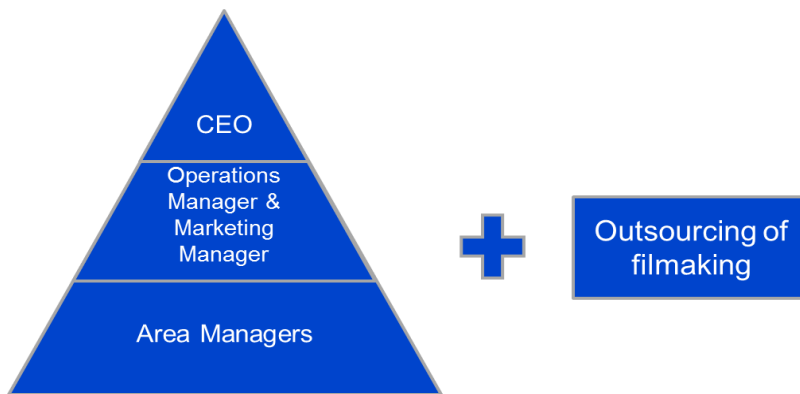 CEO
Operations
Manager &
Marketing
Manager
Area Managers
Outsourcing of
filmaking